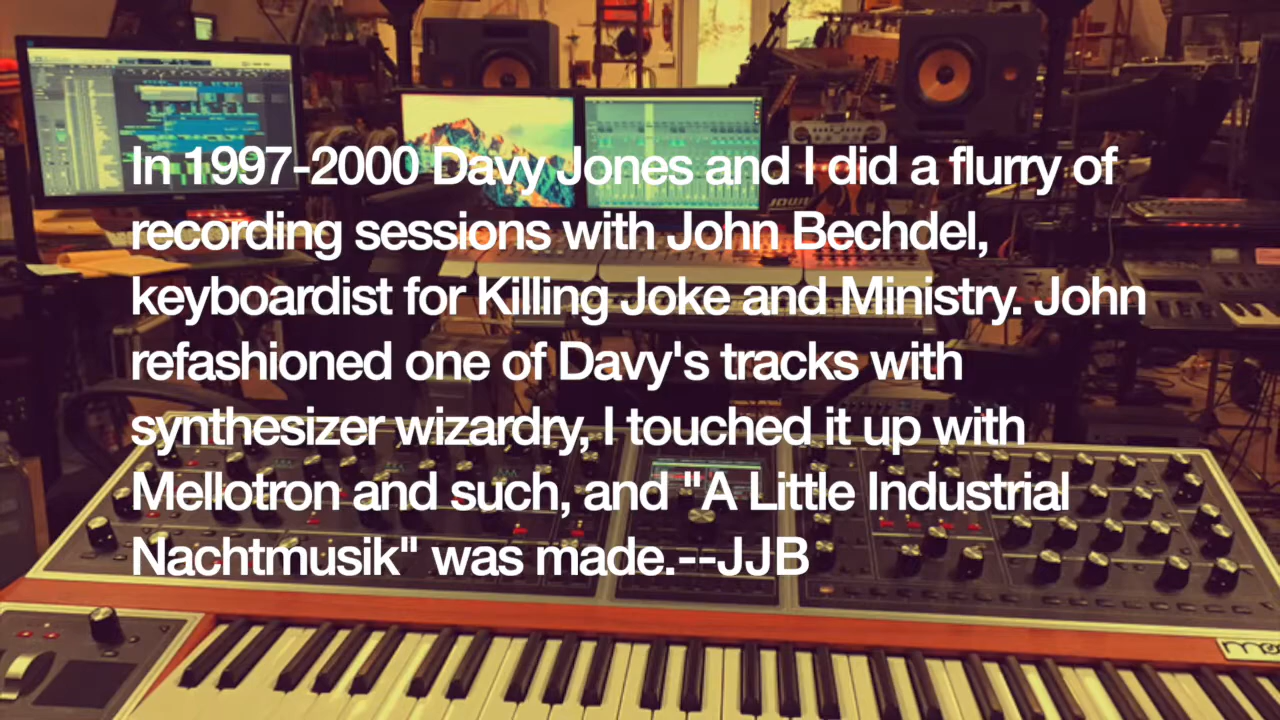 In 1997-2000 Davy Jones and I did a flurry of
recording sessions with John Bechdel,
keyboardist for Killing Joke and Ministry. John
refashioned one of Davy's tracks with
synthesizer wizardry, I touched it up with
Mellotron and such, and "A Little Industrial
Nachtmusik" was made.--JJB